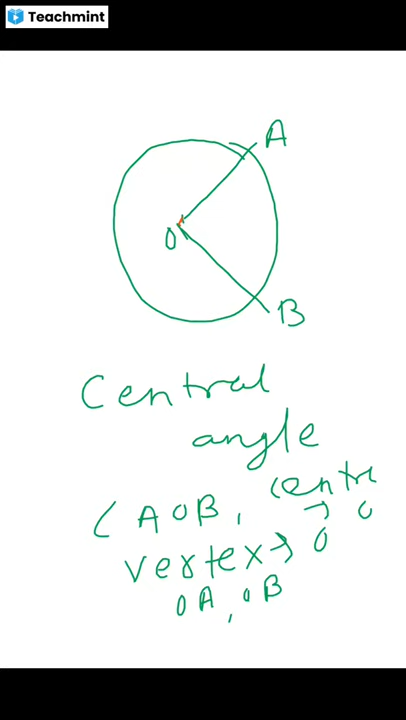 Teachmint
A
O
B
Central
angle
centre
( AOB, → O
vertex → O
OA, OB